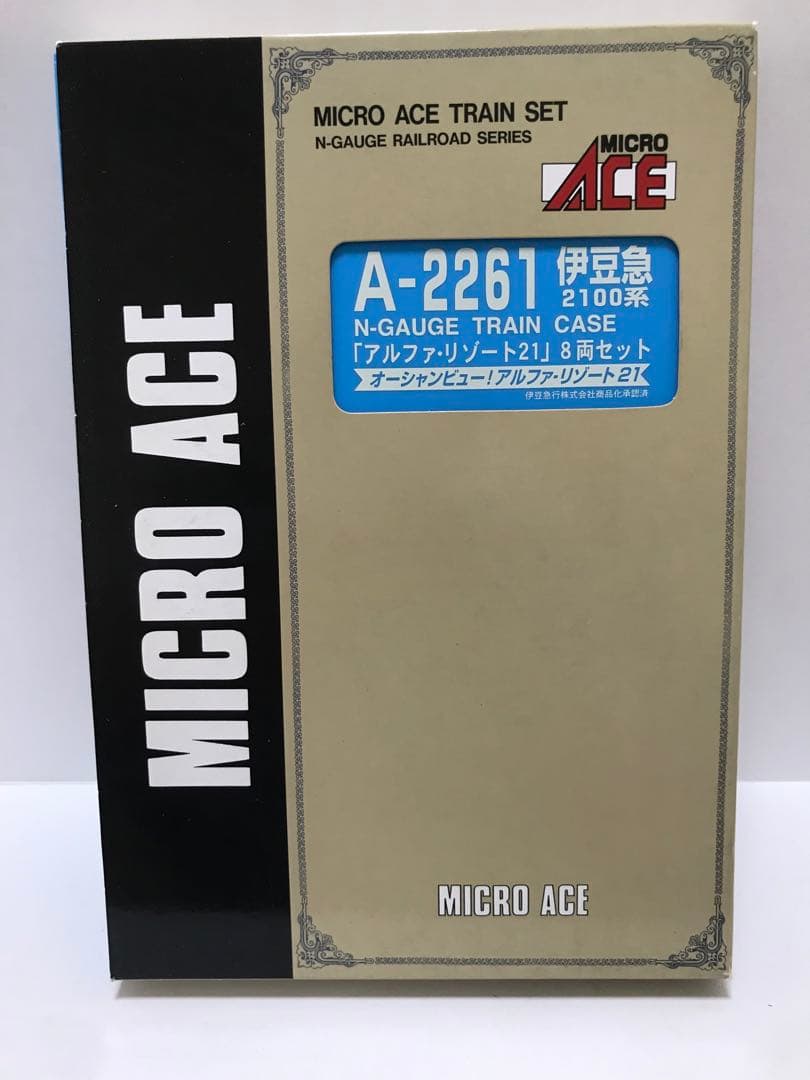 MICRO ACE
MICRO ACE TRAIN SET
N-GAUGE RAILROAD SERIES
MICRO
ACE
A-2261 伊豆急
2100系
N-GAUGE TRAIN CASE
「アルファ・リゾート21」8両セット
オーシャンビュー!アルファ・リゾート21
伊豆急行株式会社商品化承認済
MICRO ACE